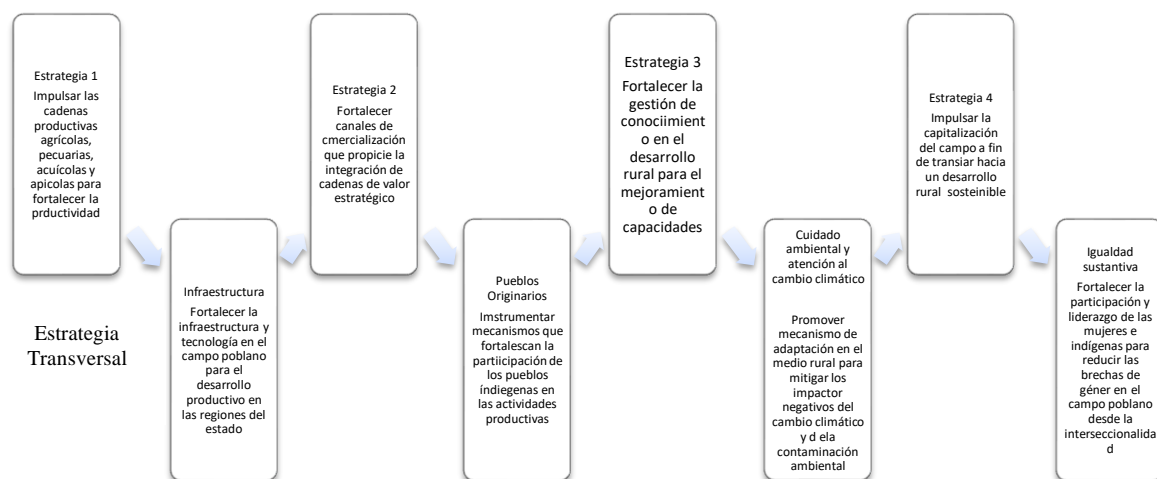 Estrategia 1
Impulsar las
cadenas
productivas
agrícolas,
pecuarias,
acuícolas y
apicolas para
fortalecer la
prductividad
Infraestructura
Fortalecer la
infraestructura y
tecnología en el
campo poblano
para el
desarrollo
productivo en
las regiones del
estado
Estrategia 2
Fortalecer
canales de
cmercialización
que propicie la
integración de
cadenas de valor
estratégico
Pueblos
Originarios
Imstrumentar
mecanismos que
fortalescan la
partiicipación de
los pueblos
índiegenas en
las actividades
productivas
Estrategia 3
Fortalecer la
gestión de
conociimient
o en el
desarrollo
rural para el
mejoramient
o de
capacidades
Cuidado
ambiental y
atención al
cambio climático
Promover
mecanismo de
adaptación en el
medio rural para
mitigar los
impactor
negativos del
cambio climático
y d ela
contaminación
ambiental
Estrategia 4
Impulsar la
capitalización
del campo a fin
de transiar hacia
un desarrollo
rural sosteinible
Igualdad
sustantiva
Fortalecer la
participación y
liderazgo de las
mujeres e
indígenas para
reducir las
brechas de
géner en el
campo poblano
desde la
interseccionalida
d
Estrategia
Transversal